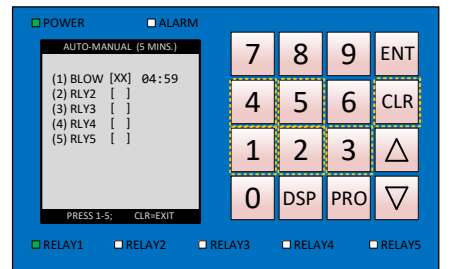 POWER ALARM
AUTO-MANUAL (5 MINS.)
(1) BLOW [XX] 04:59
(2) RLY2 [ ]
(3) RLY3 [ ]
(4) RLY4 [ ]
(5) RLY5 [ ]
PRESS 1-5; CLR=EXIT
7 8 9 ENT
4 5 6 CLR
1 2 3 △
0 DSP PRO ▽
RELAY1 RELAY2 RELAY3 RELAY4 RELAY5